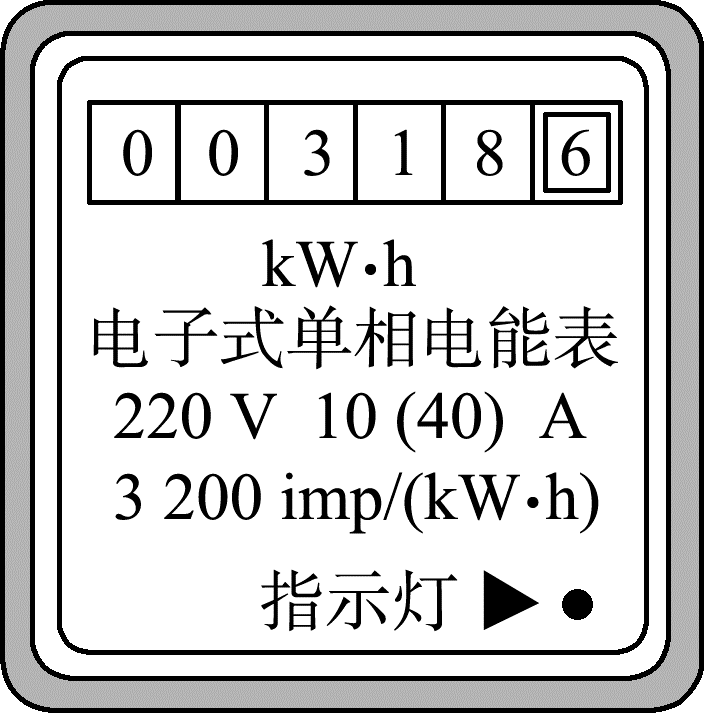 0 0 3 1 8 6
kW·h
电子式单相电能表
220 V 10 (40) A
3 200 imp/(kW·h)
指示灯 ▶ ●